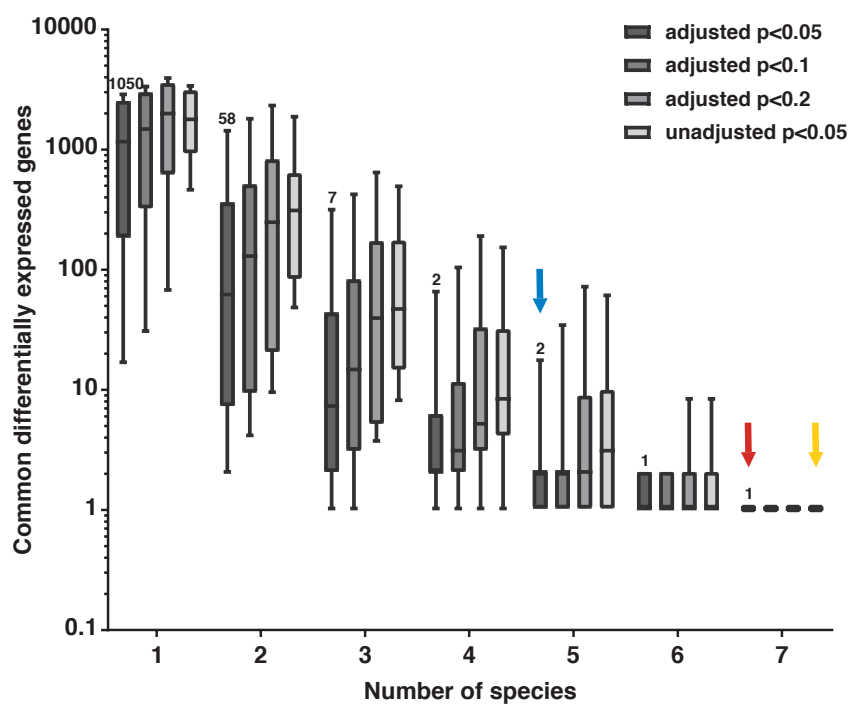 Common differentially expressed genes
10000
1000
100
10
1
0.1
adjusted p<0.05
adjusted p<0.1
adjusted p<0.2
unadjusted p<0.05
1050
58
7
2
2
1
1
1 2 3 4 5 6 7
Number of species